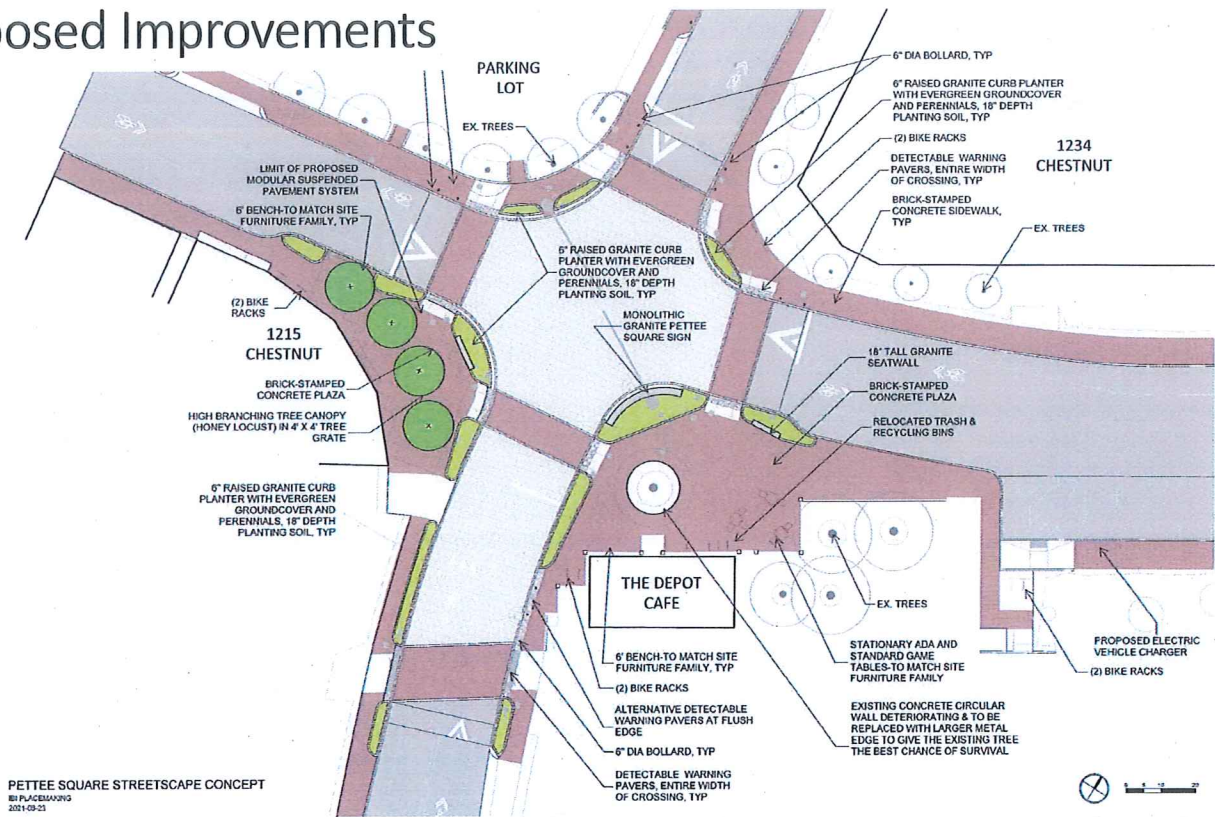 posed Improvements
PARKING
LOT
EX. TREES
6" DIA BOLLARD, TYP
6" RAISED GRANITE CURB PLANTER
WITH EVERGREEN GROUNDCOVER
AND PERENNIALS, 18" DEPTH
PLANTING SOIL, TYP
(2) BIKE RACKS
DETECTABLE WARNING
PAVERS, ENTIRE WIDTH
OF CROSSING, TYP
BRICK-STAMPED
CONCRETE SIDEWALK,
TYP
1234
CHESTNUT
EX. TREES
LIMIT OF PROPOSED
MODULAR SUSPENDED
PAVEMENT SYSTEM
6' BENCH-TO MATCH SITE
FURNITURE FAMILY, TYP
(2) BIKE
RACKS
1215
CHESTNUT
BRICK-STAMPED
CONCRETE PLAZA
HIGH BRANCHING TREE CANOPY
(HONEY LOCUST) IN 4' X 4' TREE
GRATE
6" RAISED GRANITE CURB
PLANTER WITH EVERGREEN
GROUNDCOVER AND
PERENNIALS, 18" DEPTH
PLANTING SOIL, TYP
6" RAISED GRANITE CURB
PLANTER WITH EVERGREEN
GROUNDCOVER AND
PERENNIALS, 18" DEPTH
PLANTING SOIL, TYP
MONOLITHIC
GRANITE PETTEE
SQUARE SIGN
18" TALL GRANITE
SEATWALL
BRICK-STAMPED
CONCRETE PLAZA
RELOCATED TRASH &
RECYCLING BINS
THE DEPOT
CAFE
EX. TREES
6' BENCH-TO MATCH SITE
FURNITURE FAMILY, TYP
(2) BIKE RACKS
ALTERNATIVE DETECTABLE
WARNING PAVERS AT FLUSH
EDGE
6" DIA BOLLARD, TYP
DETECTABLE WARNING
PAVERS, ENTIRE WIDTH
OF CROSSING, TYP
STATIONARY ADA AND
STANDARD GAME
TABLES-TO MATCH SITE
FURNITURE FAMILY
EXISTING CONCRETE CIRCULAR
WALL DETERIORATING & TO BE
REPLACED WITH LARGER METAL
EDGE TO GIVE THE EXISTING TREE
THE BEST CHANCE OF SURVIVAL
PROPOSED ELECTRIC
VEHICLE CHARGER
(2) BIKE RACKS
PETTEE SQUARE STREETSCAPE CONCEPT
IBI PLACEMAKING
2021-03-23